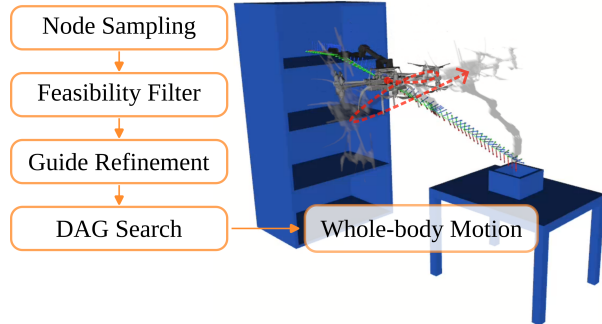 Node Sampling
Feasibility Filter
Guide Refinement
DAG Search
Whole-body Motion